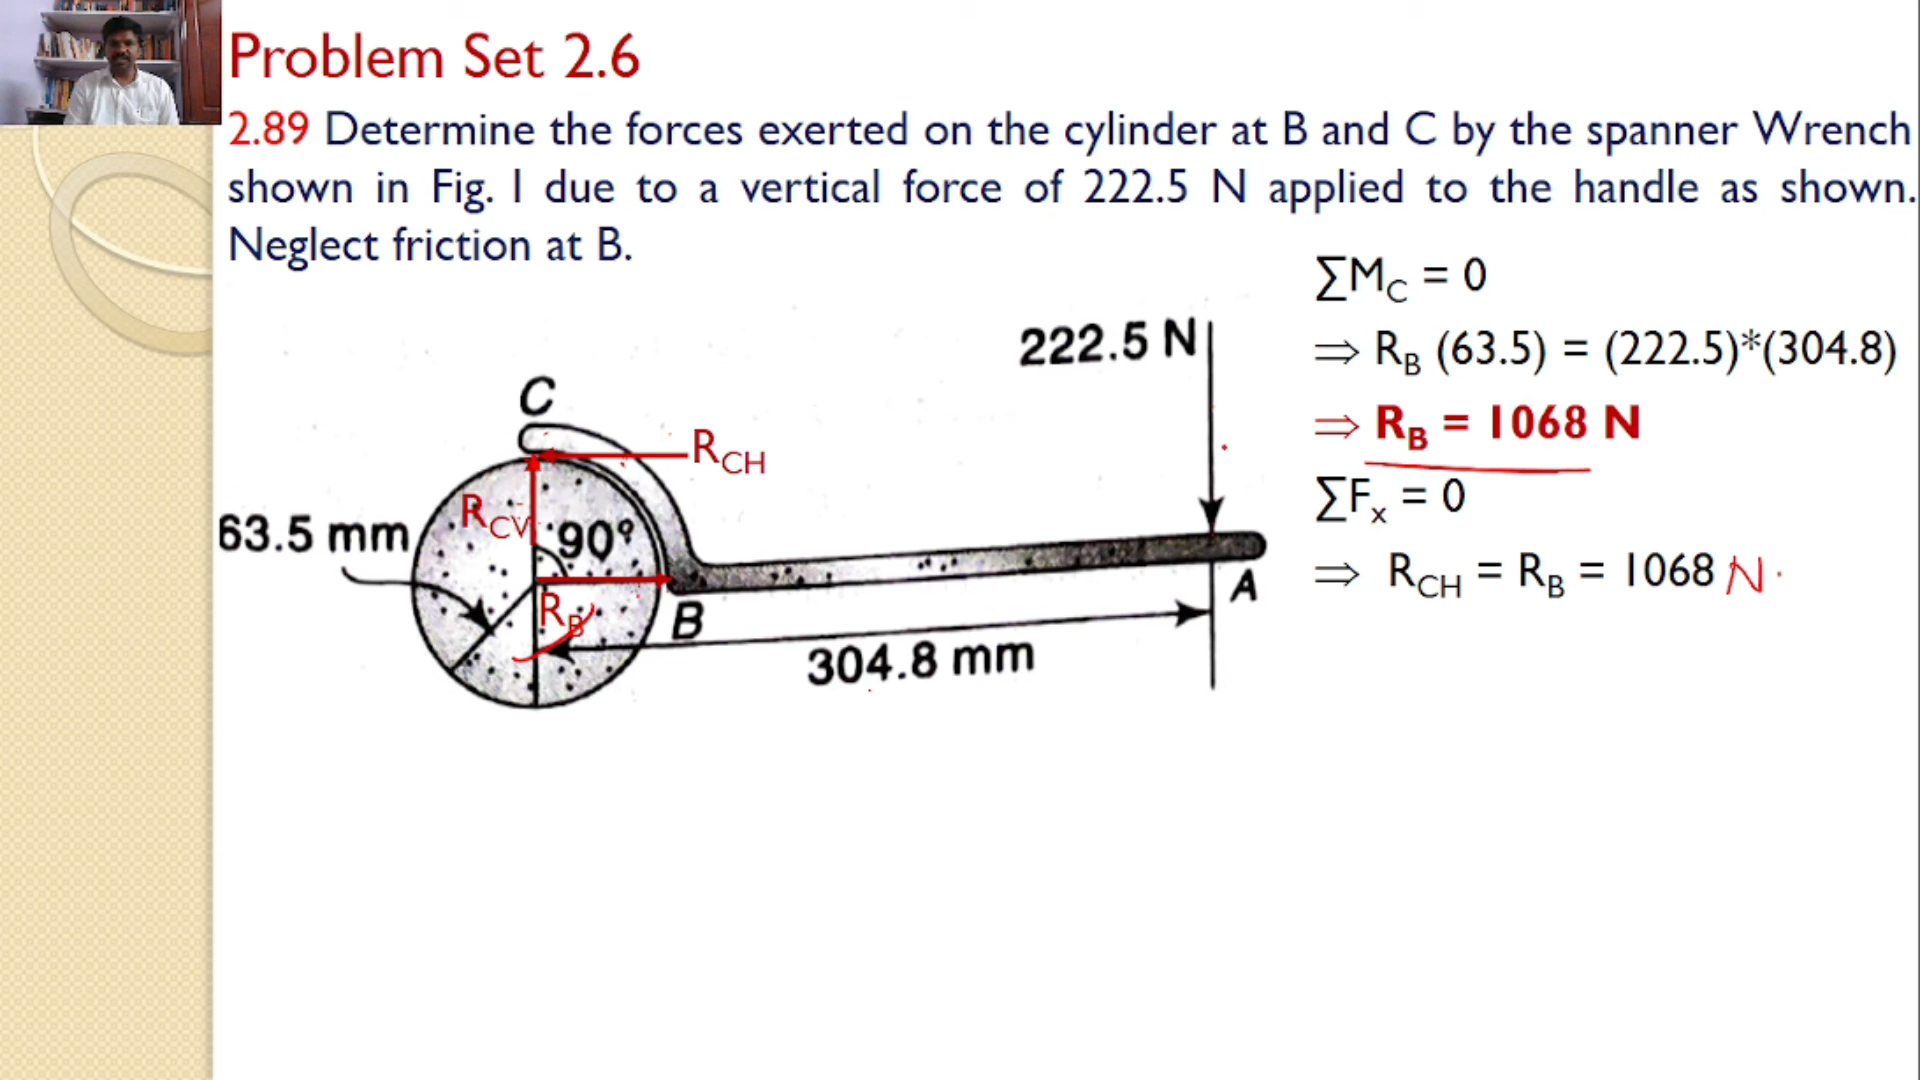 Problem Set 2.6
2.89 Determine the forces exerted on the cylinder at B and C by the spanner Wrench
shown in Fig. 1 due to a vertical force of 222.5 N applied to the handle as shown.
Neglect friction at B.
∑M_C = 0
⇒ R_B (63.5) = (222.5)*(304.8)
⇒ R_B = 1068 N
∑F_x = 0
⇒ R_CH = R_B = 1068 N.
222.5 N
C
R_CH
R_CV
90°
63.5 mm
R_B
B
A
304.8 mm